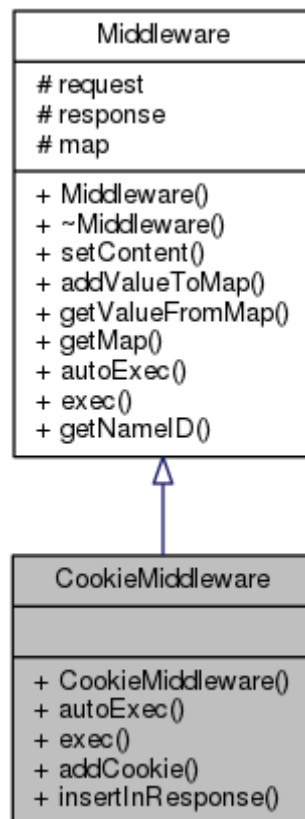 Middleware
# request
# response
# map
+ Middleware()
+ ~Middleware()
+ setContent()
+ addValueToMap()
+ getValueFromMap()
+ getMap()
+ autoExec()
+ exec()
+ getNameID()
CookieMiddleware
+ CookieMiddleware()
+ autoExec()
+ exec()
+ addCookie()
+ insertInResponse()